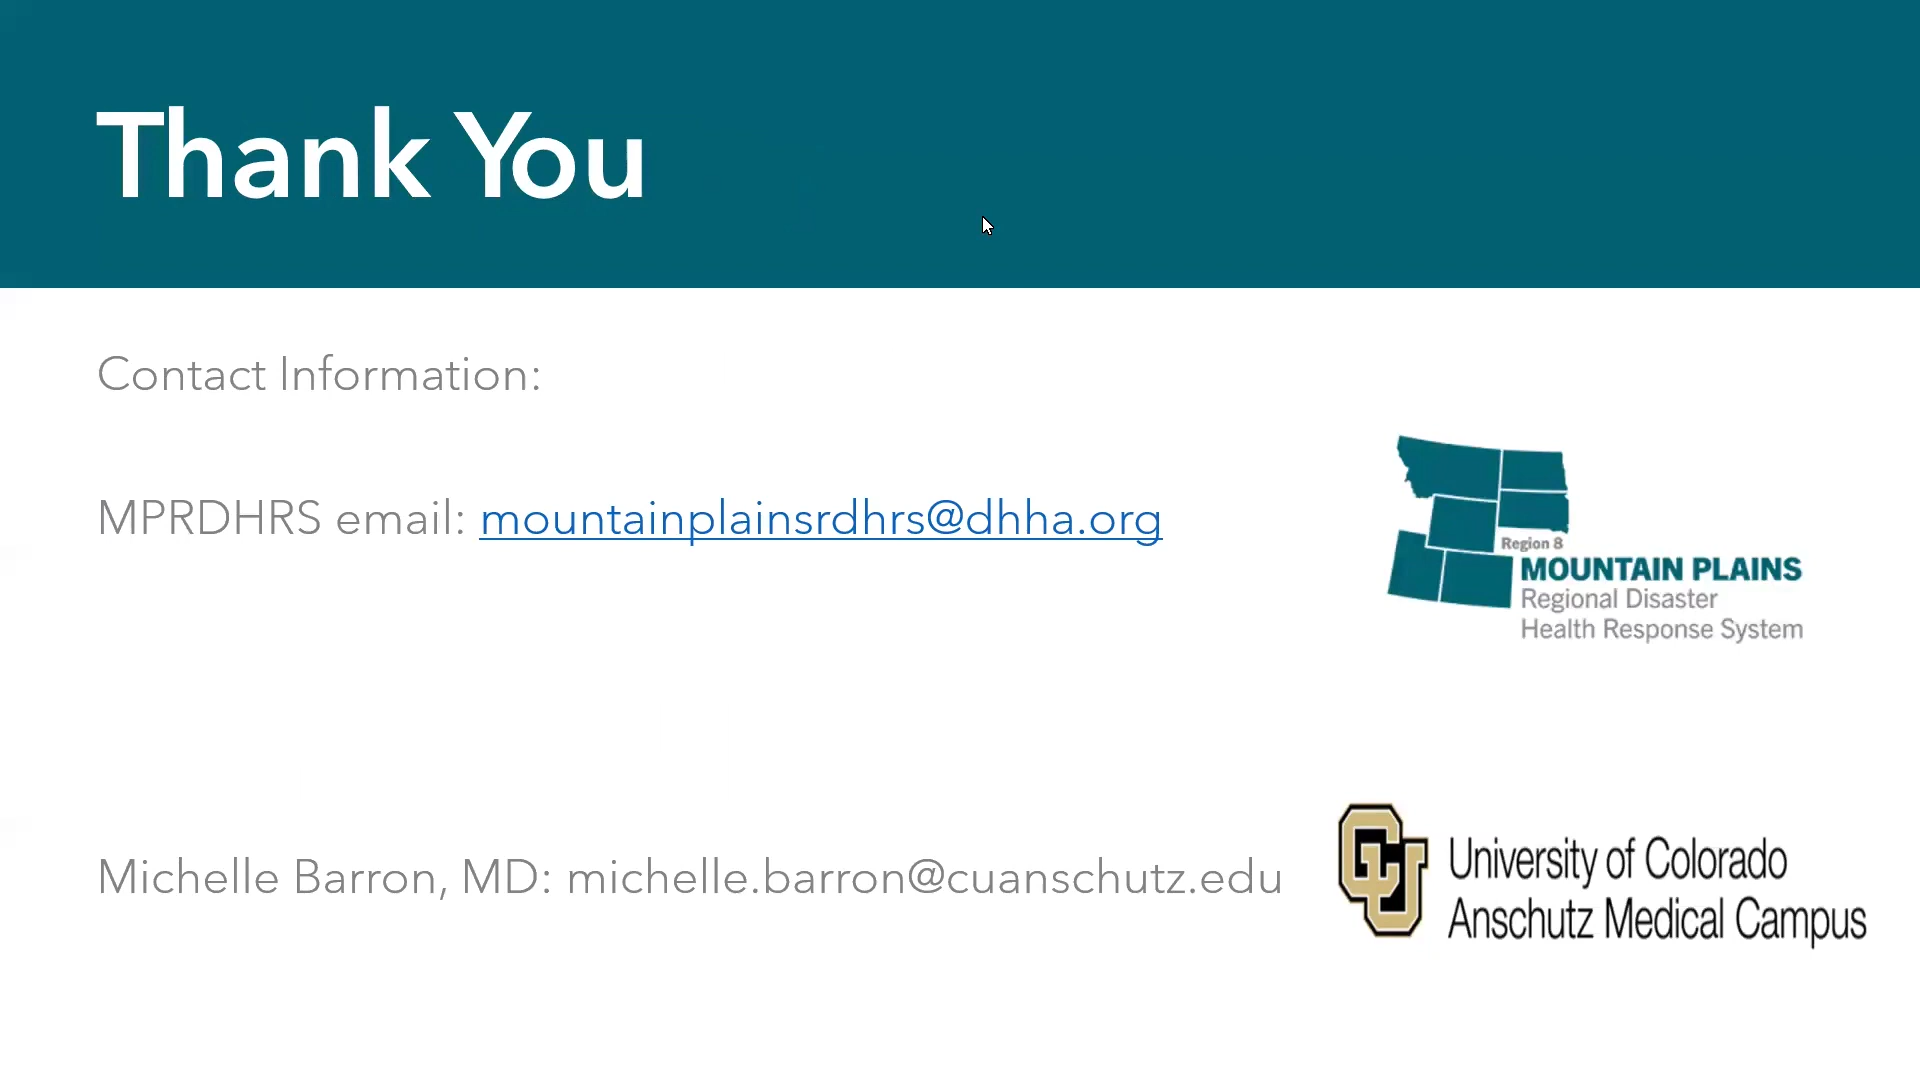 Thank You
Contact Information:
MPRDHRS email: mountainplainsrdhrs@dhha.org
Region 8
MOUNTAIN PLAINS
Regional Disaster
Health Response System
Michelle Barron, MD: michelle.barron@cuanschutz.edu
CU
University of Colorado
Anschutz Medical Campus